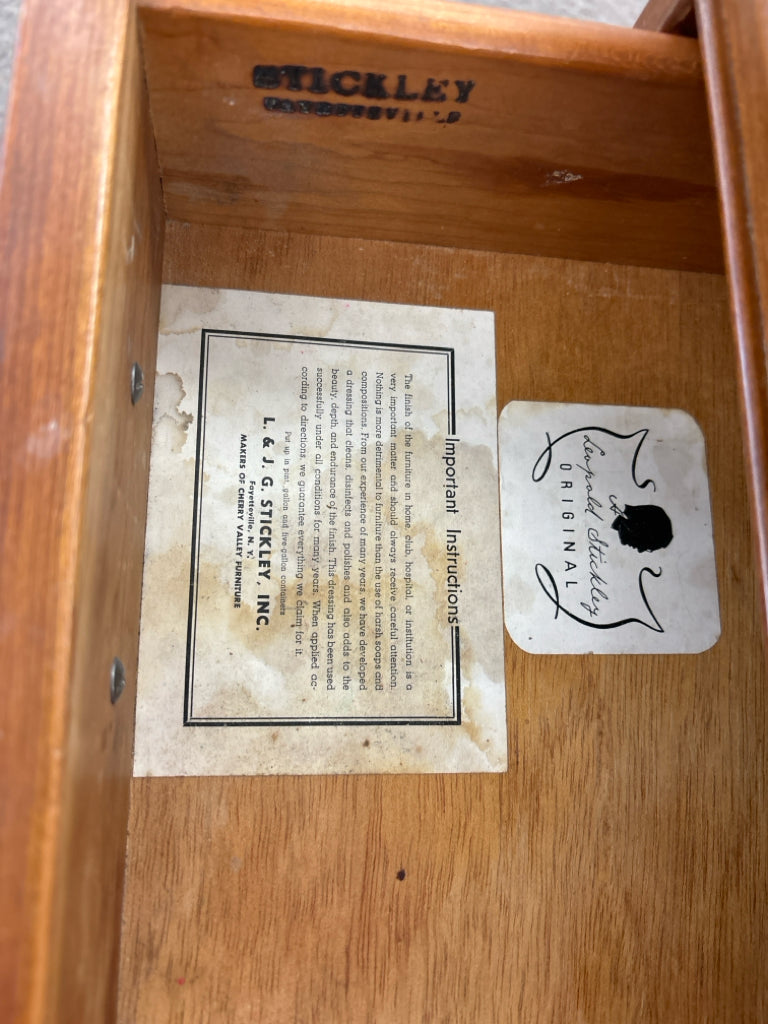 STICKLEY
Important Instructions
The finish of the furniture in home, club, hospital, or institution is a
very important matter and should always receive careful attention.
Nothing is more detrimental to furniture than the use of harsh soaps and
compositions. From our experience of many years, we have developed
a dressing that cleans, disinfects and polishes and also adds to the
beauty, depth, and endurance of the finish. This dressing has been used
successfully under all conditions for many years. When applied ac-
cording to directions, we guarantee everything we claim for it.
Put up in pint, gallon and five-gallon containers
L. & J. G. STICKLEY, INC.
Fayetteville, N. Y.
MAKERS OF CHERRY VALLEY FURNITURE
A
Leopold Stickley
ORIGINAL